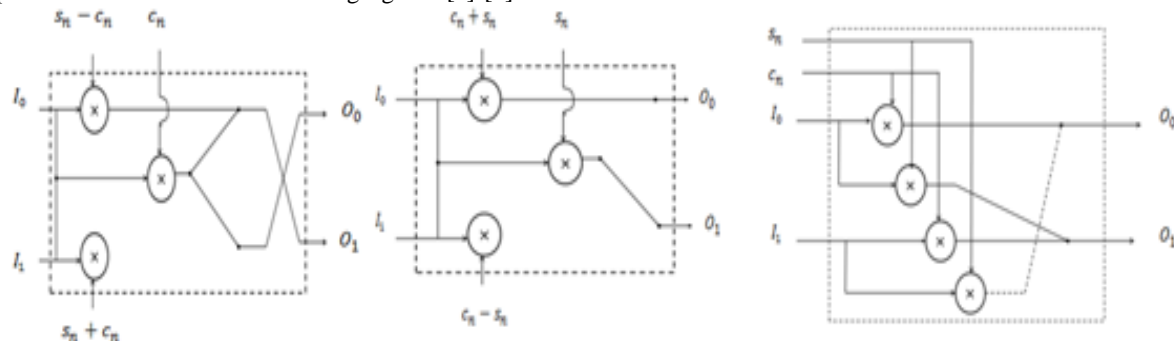 s_n − c_n c_n
I_0
×
O_0
×
I_1
×
O_1
s_n + c_n
c_n + s_n s_n
I_0
×
O_0
×
I_1
×
O_1
c_n − s_n
s_n
c_n
I_0
×
O_0
×
I_1
×
O_1
×